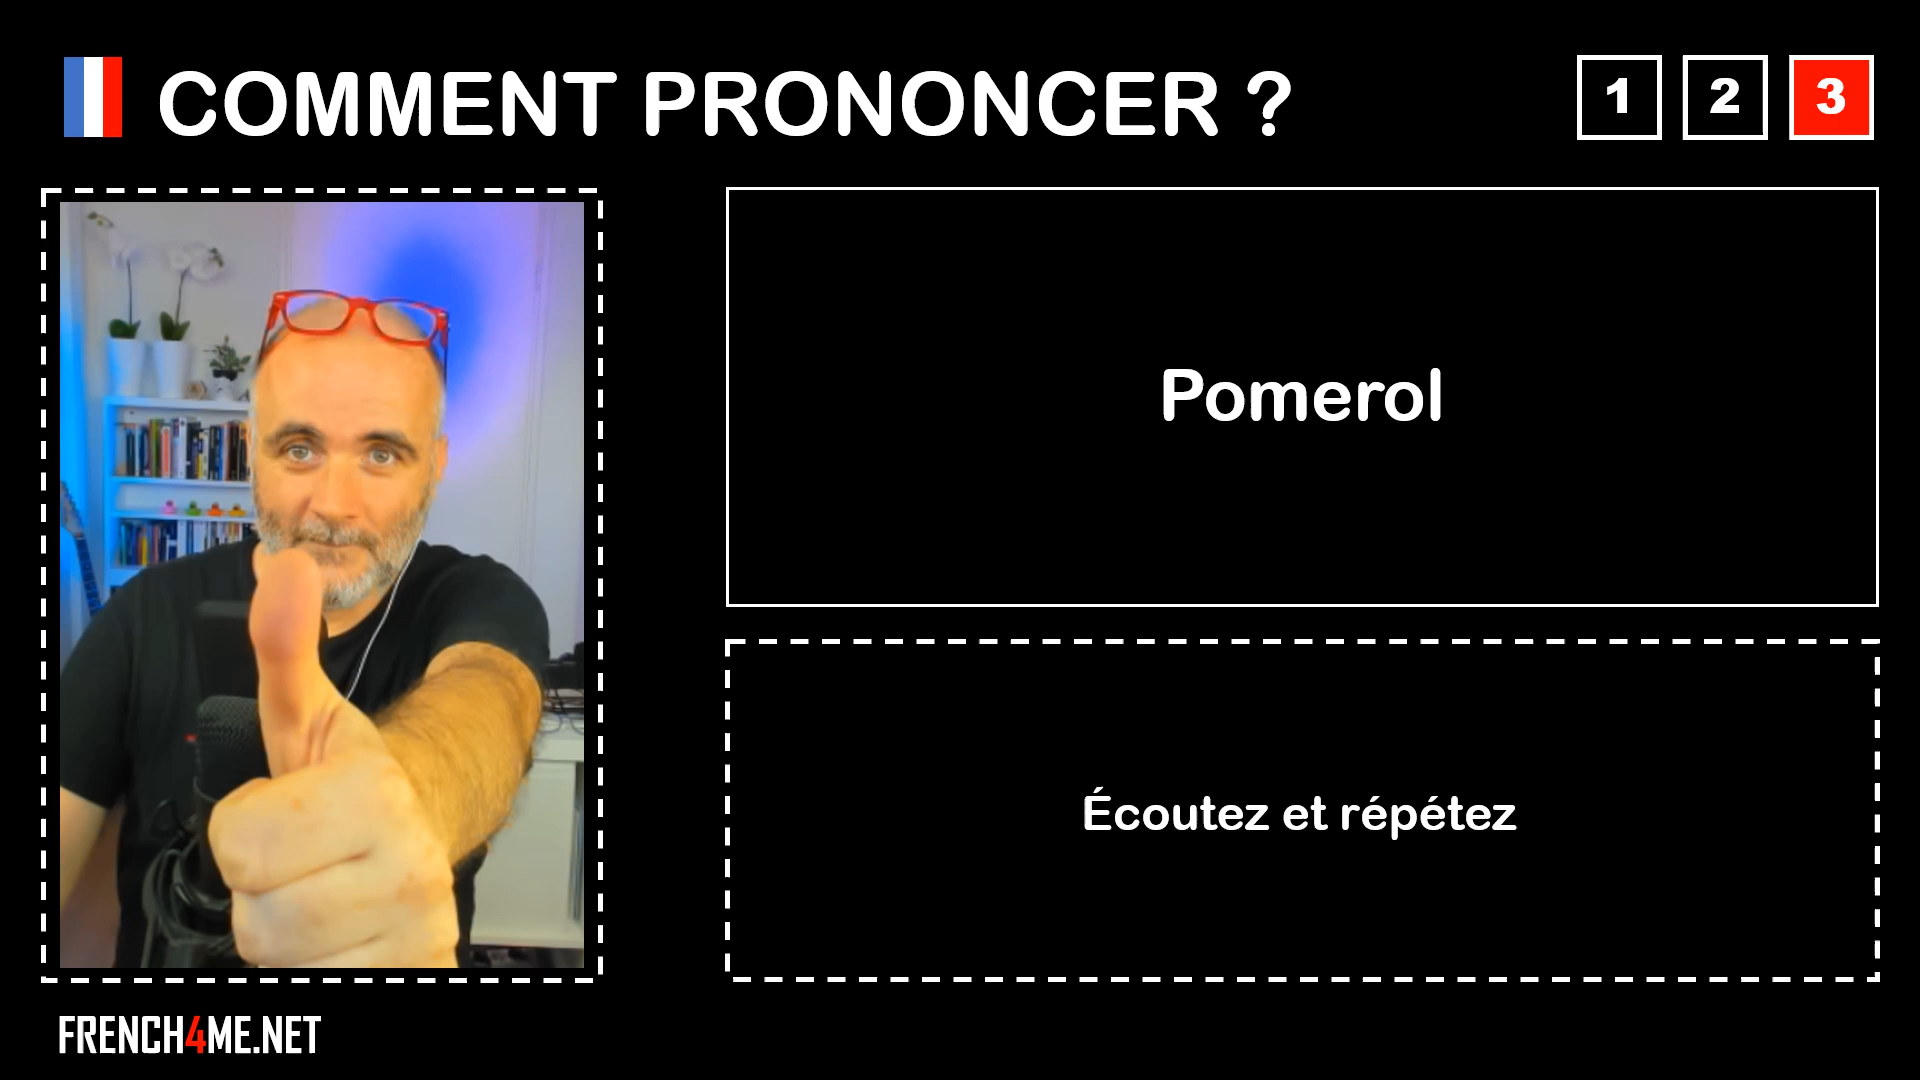 COMMENT PRONONCER ?
1 2 3
Pomerol
Écoutez et répétez
FRENCH4ME.NET